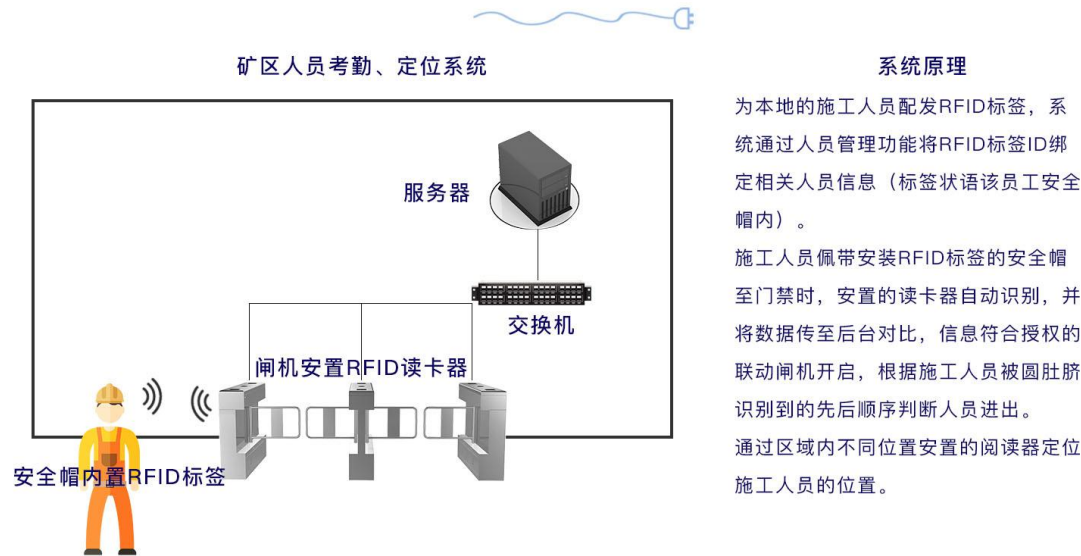 矿区人员考勤、定位系统
服务器
交换机
闸机安置RFID读卡器
安全帽内置RFID标签
系统原理
为本地的施工人员配发RFID标签，系
统通过人员管理功能将RFID标签ID绑
定相关人员信息（标签状语该员工安全
帽内）。
施工人员佩带安装RFID标签的安全帽
至门禁时，安置的读卡器自动识别，并
将数据传至后台对比，信息符合授权的
联动闸机开启，根据施工人员被圆肚脐
识别到的先后顺序判断人员进出。
通过区域内不同位置安置的阅读器定位
施工人员的位置。